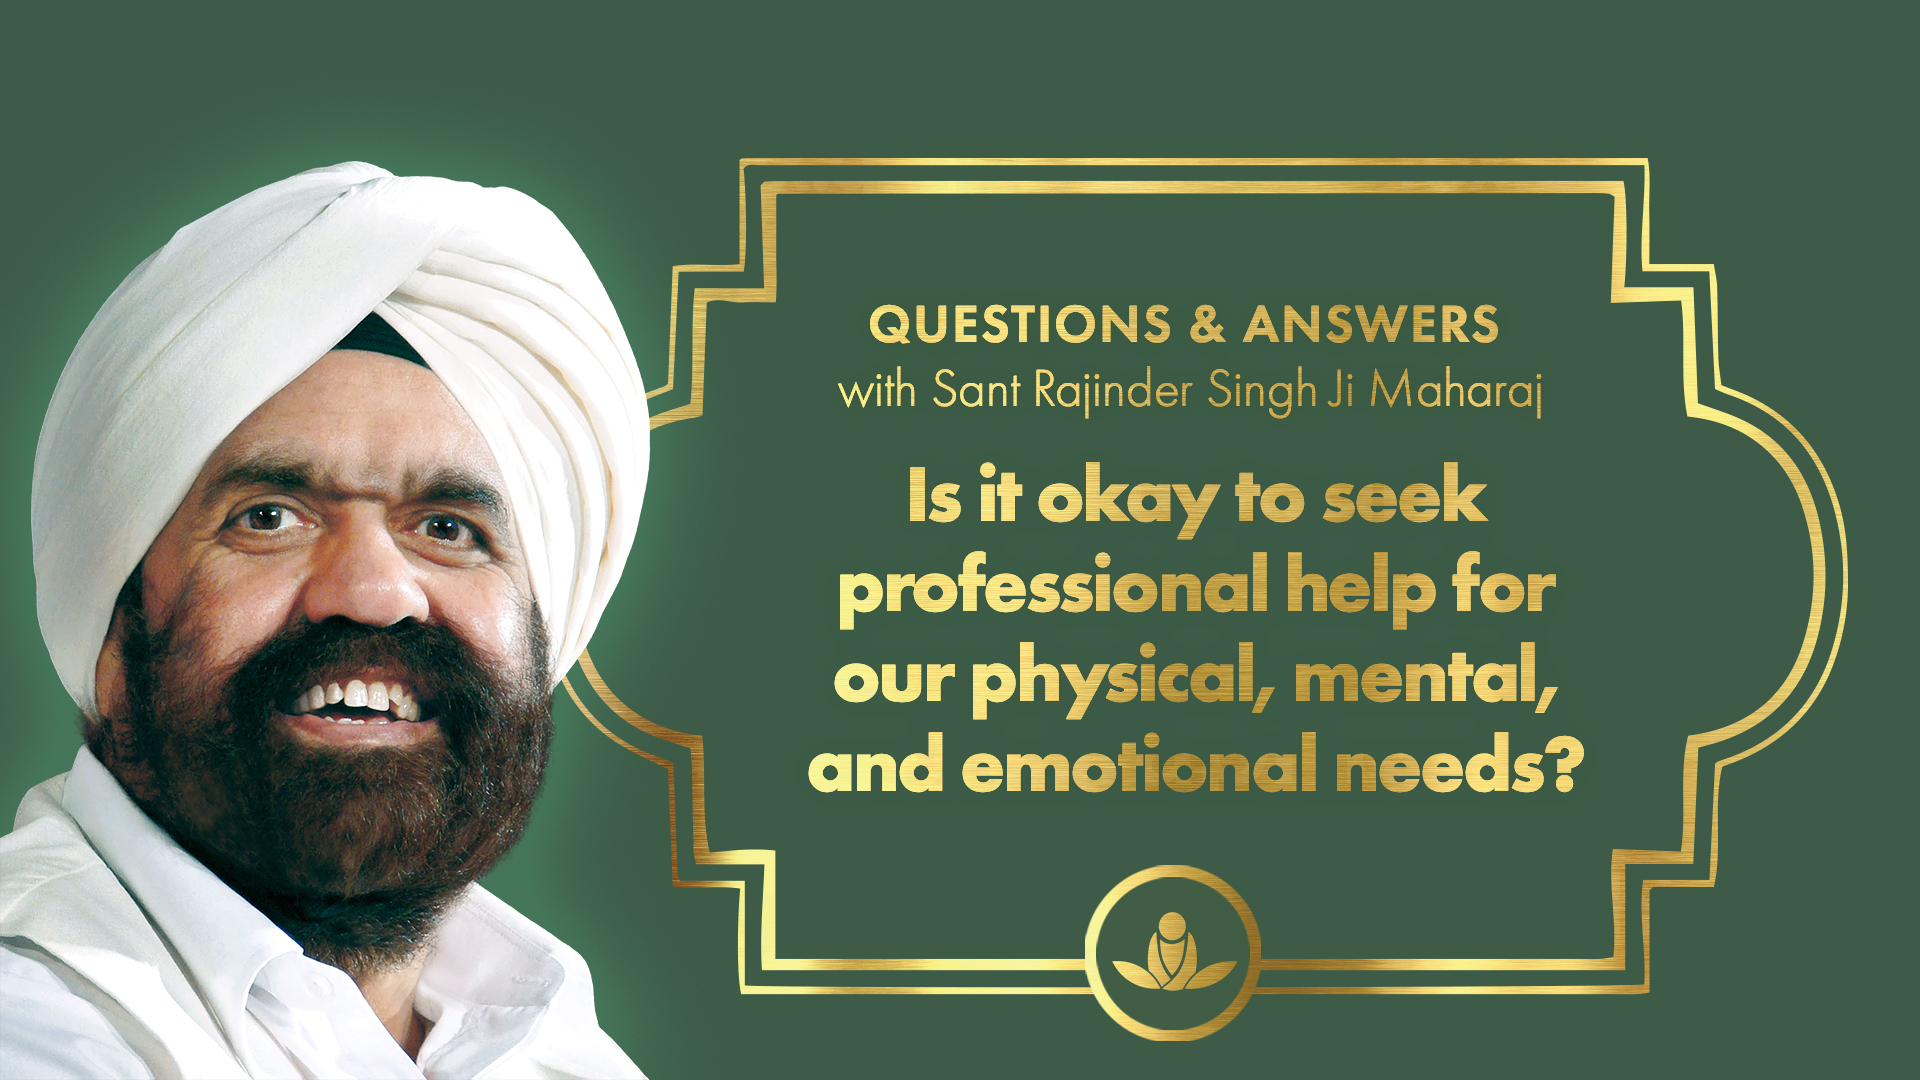 QUESTIONS & ANSWERS
with Sant Rajinder Singh Ji Maharaj
Is it okay to seek
professional help for
our physical, mental,
and emotional needs?